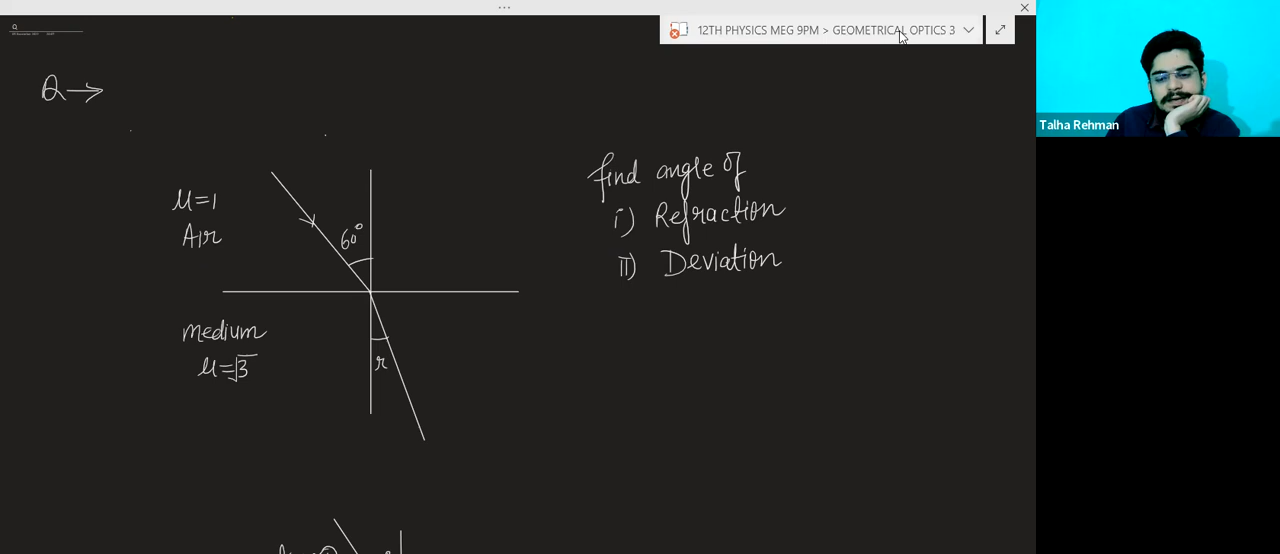 12TH PHYSICS MEG 9PM > GEOMETRICAL OPTICS 3
Talha Rehman
Q →
find angle of
i) Refraction
ii) Deviation
μ=1
Air
60°
medium
μ=√3
r